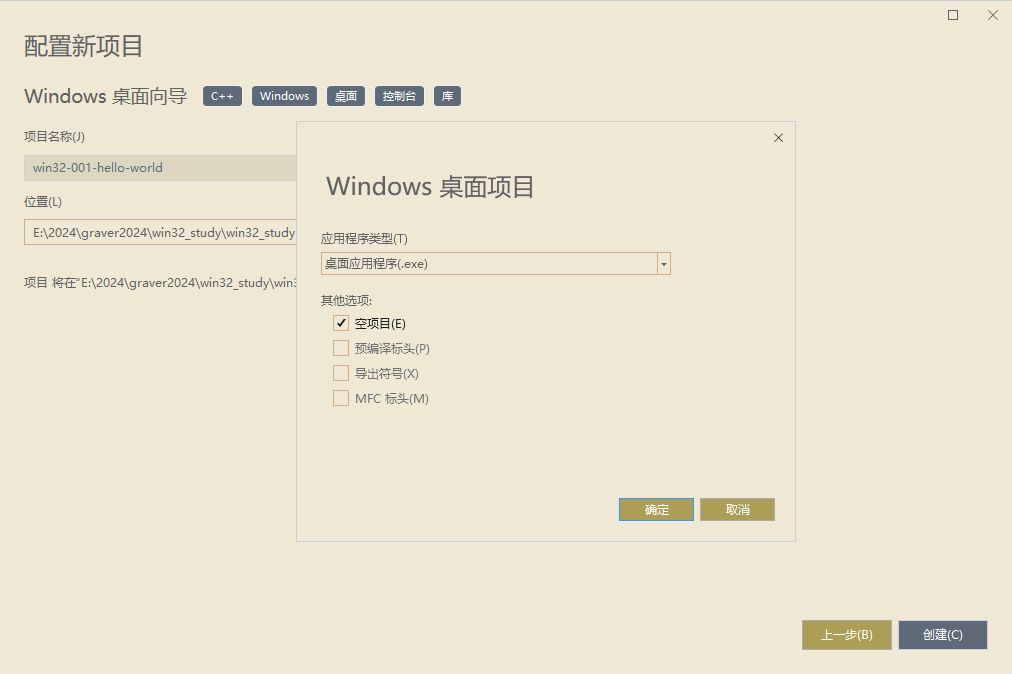 配置新项目
Windows 桌面向导 C++ Windows 桌面 控制台 库
项目名称(J)
win32-001-hello-world
位置(L)
E:\2024\graver2024\win32_study\win32_study
项目 将在"E:\2024\graver2024\win32_study\win3
Windows 桌面项目
应用程序类型(T)
桌面应用程序(.exe)
其他选项:
空项目(E)
预编译标头(P)
导出符号(X)
MFC 标头(M)
确定 取消
上一步(B) 创建(C)